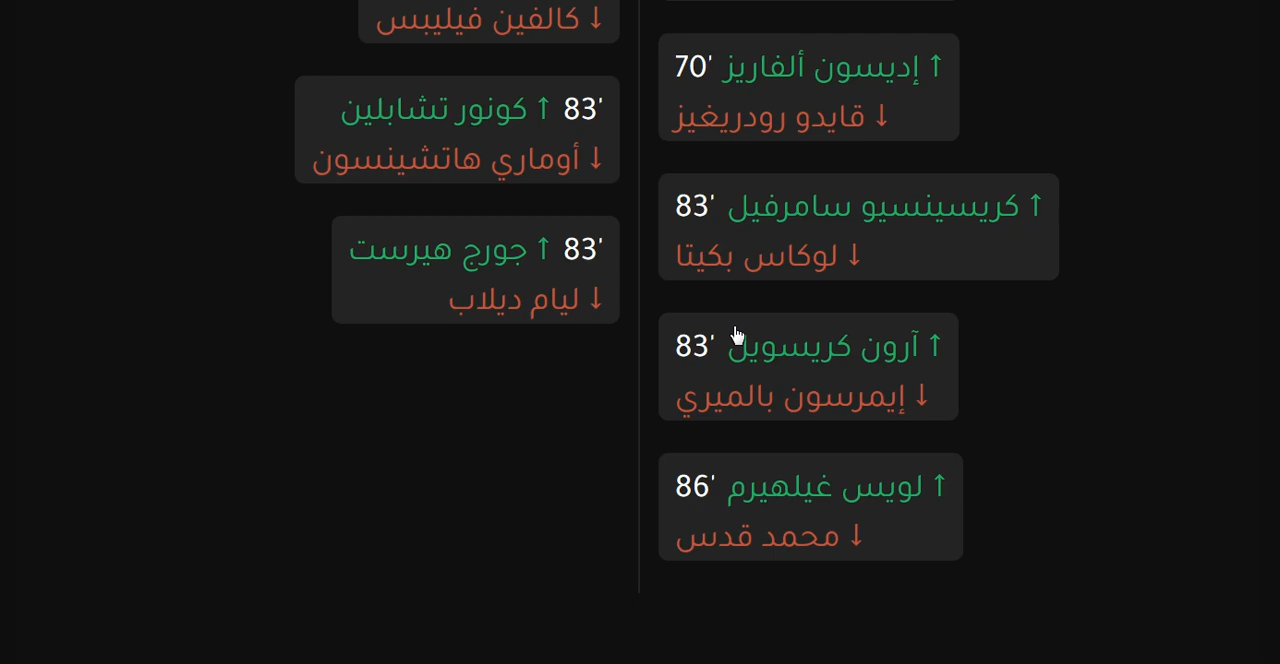 ↓ كالفين فيليبس
↑ إديسون ألفاريز 70'
↓ قايدو رودريغيز
83' ↑ كونور تشابلين
↓ أوماري هاتشينسون
↑ كريسينسيو سامرفيل 83'
↓ لوكاس بكيتا
83' ↑ جورج هيرست
↓ ليام ديلاب
↑ آرون كريسويل 83'
↓ إيمرسون بالميري
↑ لويس غيلهيرم 86'
↓ محمد قدس